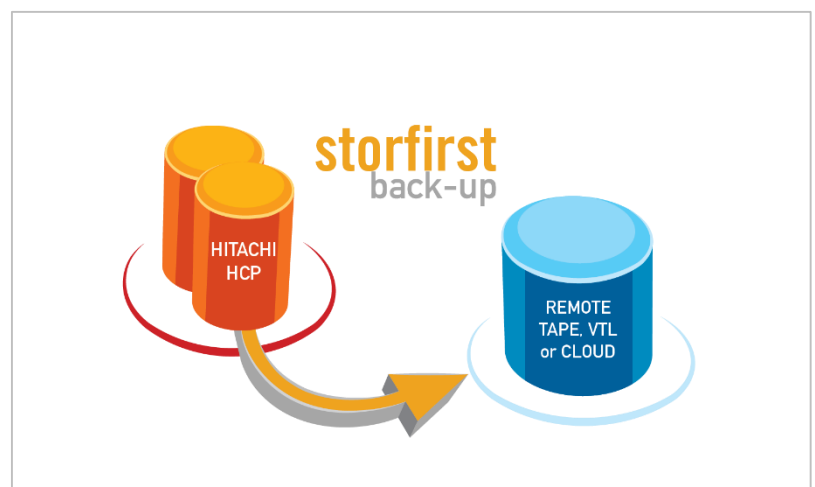 storfirst
back-up
HITACHI
HCP
REMOTE
TAPE, VTL
or CLOUD